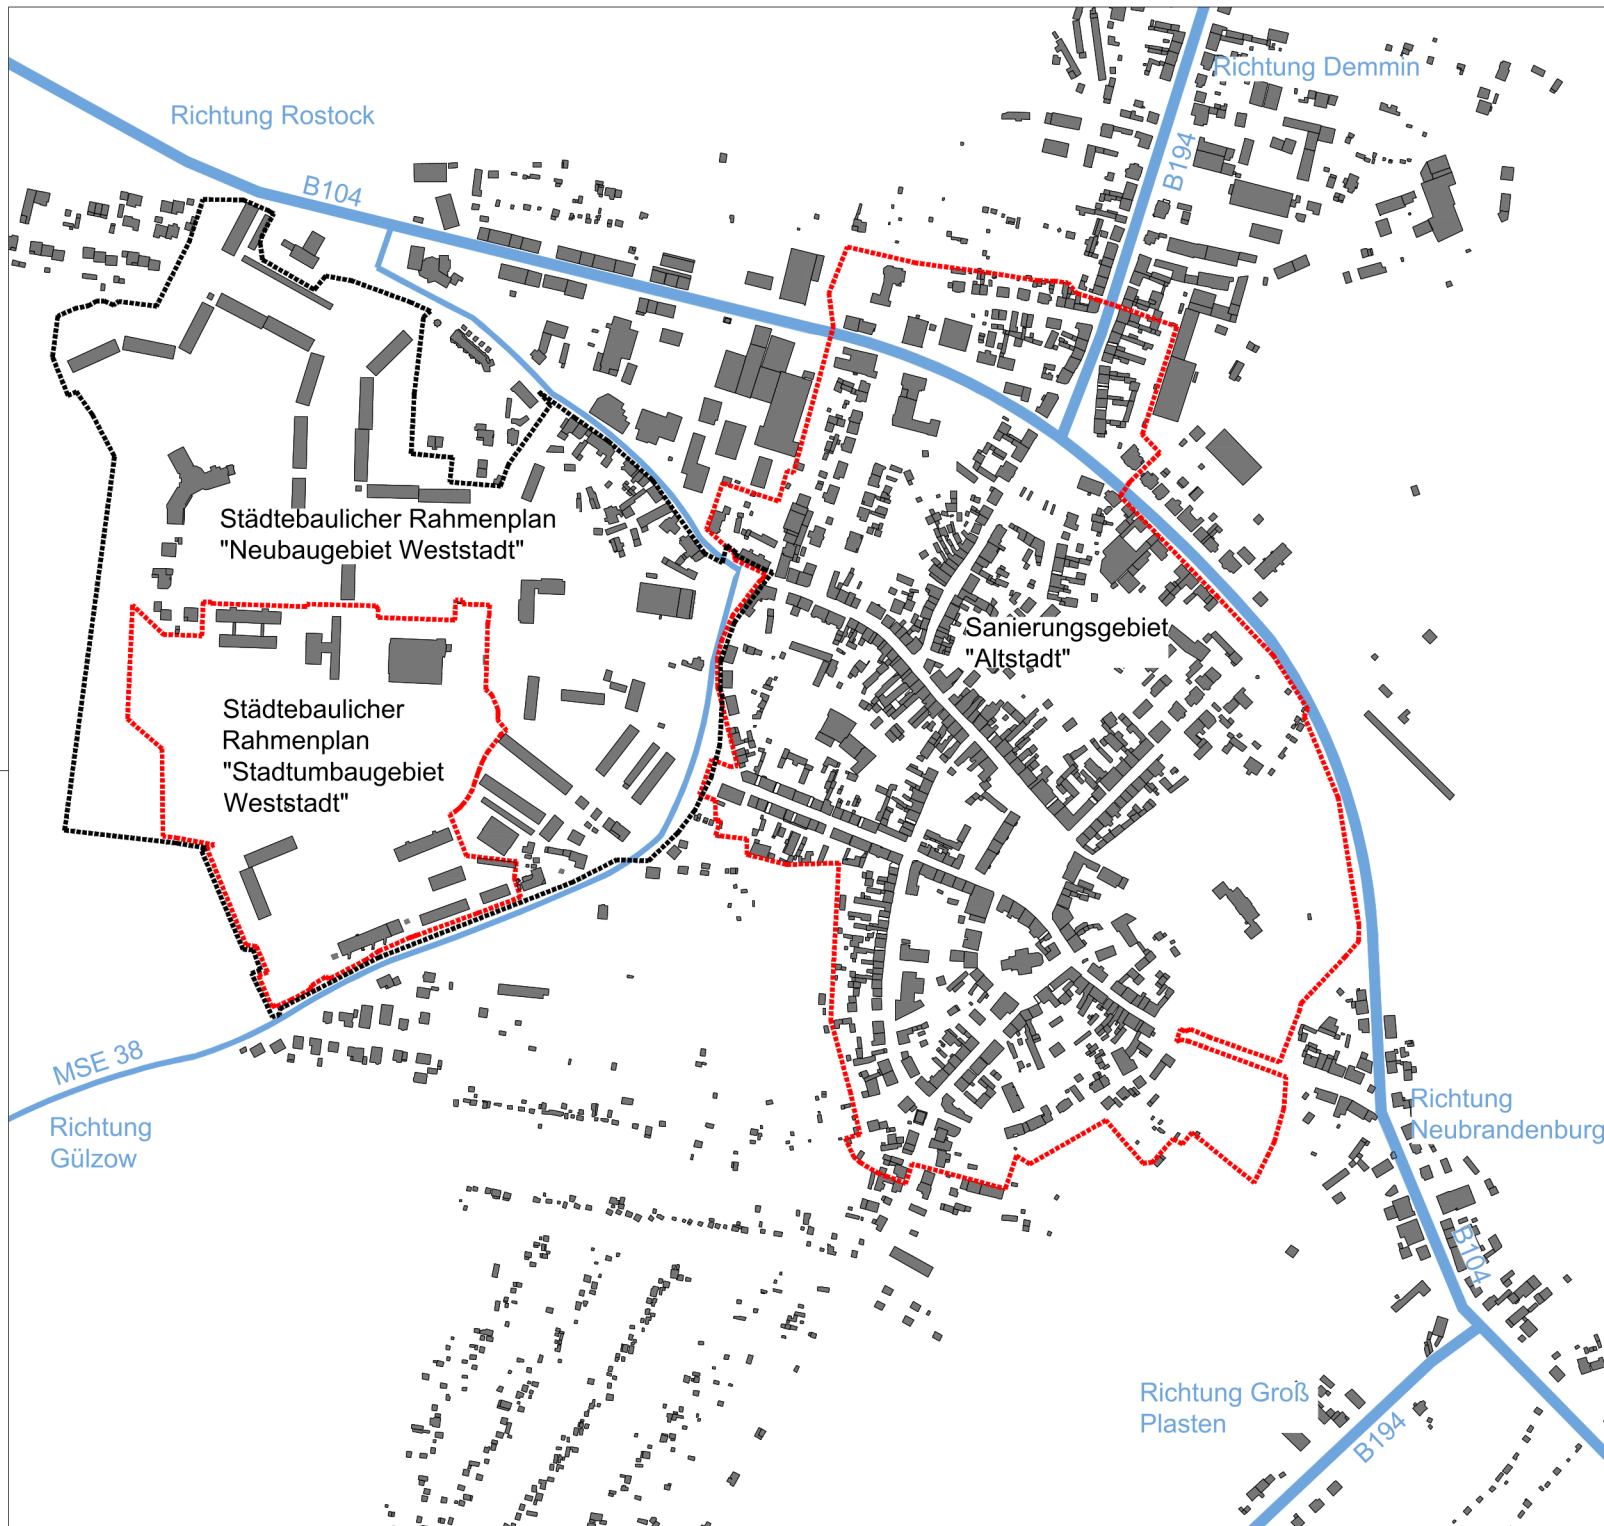 Richtung Demmin
Richtung Rostock
B194
B104
Städtebaulicher Rahmenplan
"Neubaugebiet Weststadt"
Sanierungsgebiet
"Altstadt"
Städtebaulicher
Rahmenplan
"Stadtumbaugebiet
Weststadt"
MSE 38
Richtung
Gülzow
Richtung
Neubrandenburg
B104
Richtung Groß
Plasten
B194